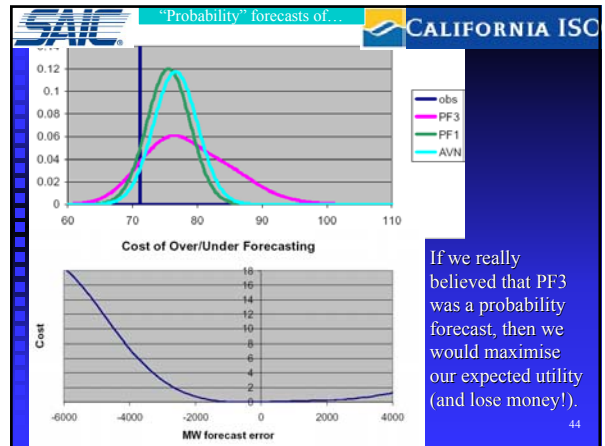 SAIC
"Probability" forecasts of…
CALIFORNIA ISO
0.14
0.12
0.1
0.08
0.06
0.04
0.02
0
60 70 80 90 100 110
obs
PF3
PF1
AVN
Cost of Over/Under Forecasting
18
16
14
12
10
8
6
4
2
0
Cost
-6000 -4000 -2000 0 2000 4000
MW forecast error
If we really
believed that PF3
was a probability
forecast, then we
would maximise
our expected utility
(and lose money!).
44